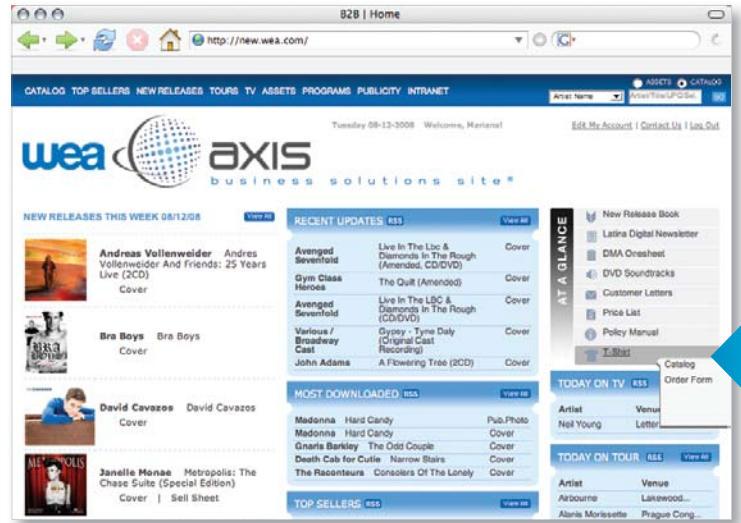 B2B | Home
http://new.wea.com/
CATALOG TOP SELLERS NEW RELEASES TOURS TV ASSETS PROGRAMS PUBLICITY INTRANET
ASSETS CATALOG
Artist Name
Artist/Title/UPC/Sel.
GO
Tuesday 08-12-2008 Welcome, Mariana!
Edit My Account | Contact Us | Log Out
wea axis
business solutions site
NEW RELEASES THIS WEEK 08/12/08 View All
Andreas Vollenweider Andres
Vollenweider And Friends: 25 Years
Live (2CD)
Cover
BRA
BOYS
Bra Boys Bra Boys
Cover
David Cavazos David Cavazos
Cover
METROPOLIS
Janelle Monae Metropolis: The
Chase Suite (Special Edition)
Cover | Sell Sheet
RECENT UPDATES RSS View All
Avenged
Sevenfold
Live In The Lbc &
Diamonds In The Rough
(Amended, CD/DVD)
Cover
Gym Class
Heroes
The Quilt (Amended)
Cover
Avenged
Sevenfold
Live In The LBC &
Diamonds In The Rough
(CD/DVD)
Cover
Various /
Broadway
Cast
Gypsy - Tyne Daly
(Original Cast
Recording)
Cover
John Adams A Flowering Tree (2CD) Cover
MOST DOWNLOADED RSS View All
Madonna Hard Candy Pub.Photo
Madonna Hard Candy Cover
Gnarls Barkley The Odd Couple Cover
Death Cab for Cutie Narrow Stairs Cover
The Raconteurs Consolers Of The Lonely Cover
TOP SELLERS RSS View All
AT A GLANCE
New Release Book
Latina Digital Newsletter
DMA Onesheet
DVD Soundtracks
Customer Letters
Price List
Policy Manual
T-Shirt
Catalog
Order Form
TODAY ON TV RSS
Artist Venue
Neil Young Letter
TODAY ON TOUR RSS View All
Artist Venue
Airbourne Lakewood...
Alanis Morissette Prague Cong...